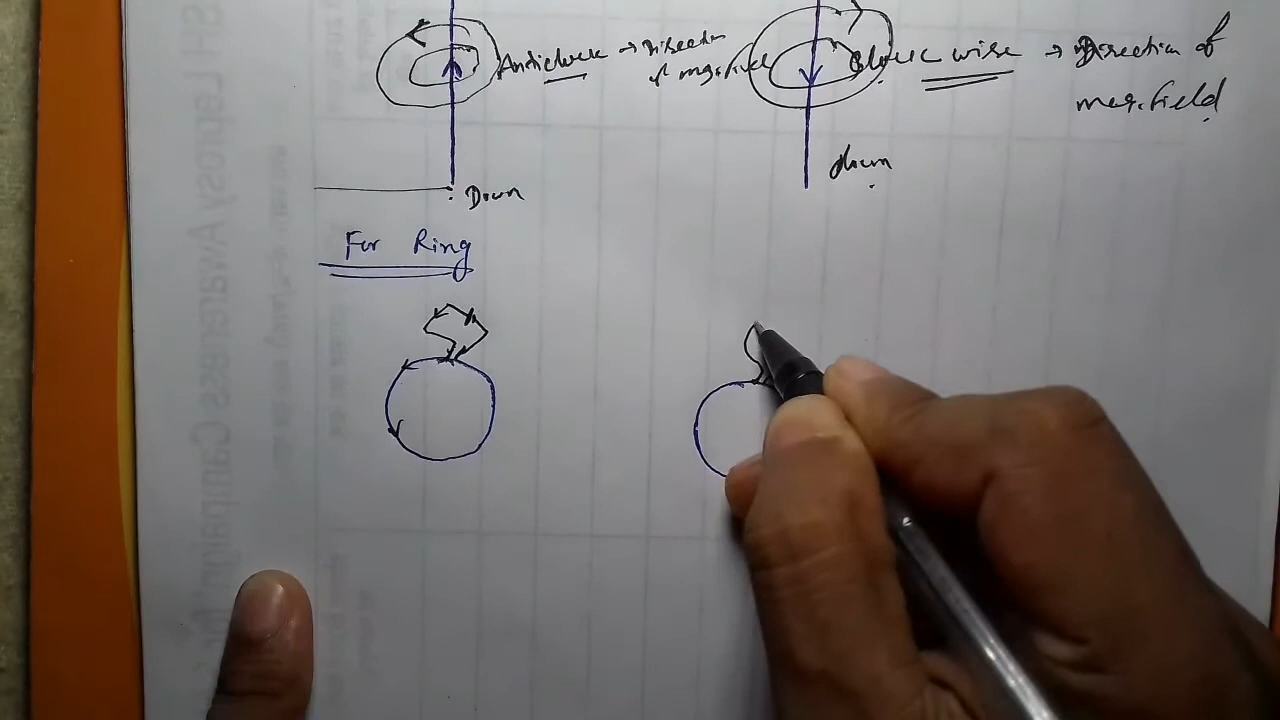 Anticlock → Direction
of mag. field
Clock wise → Direction of
mag. field
Down
down
For Ring